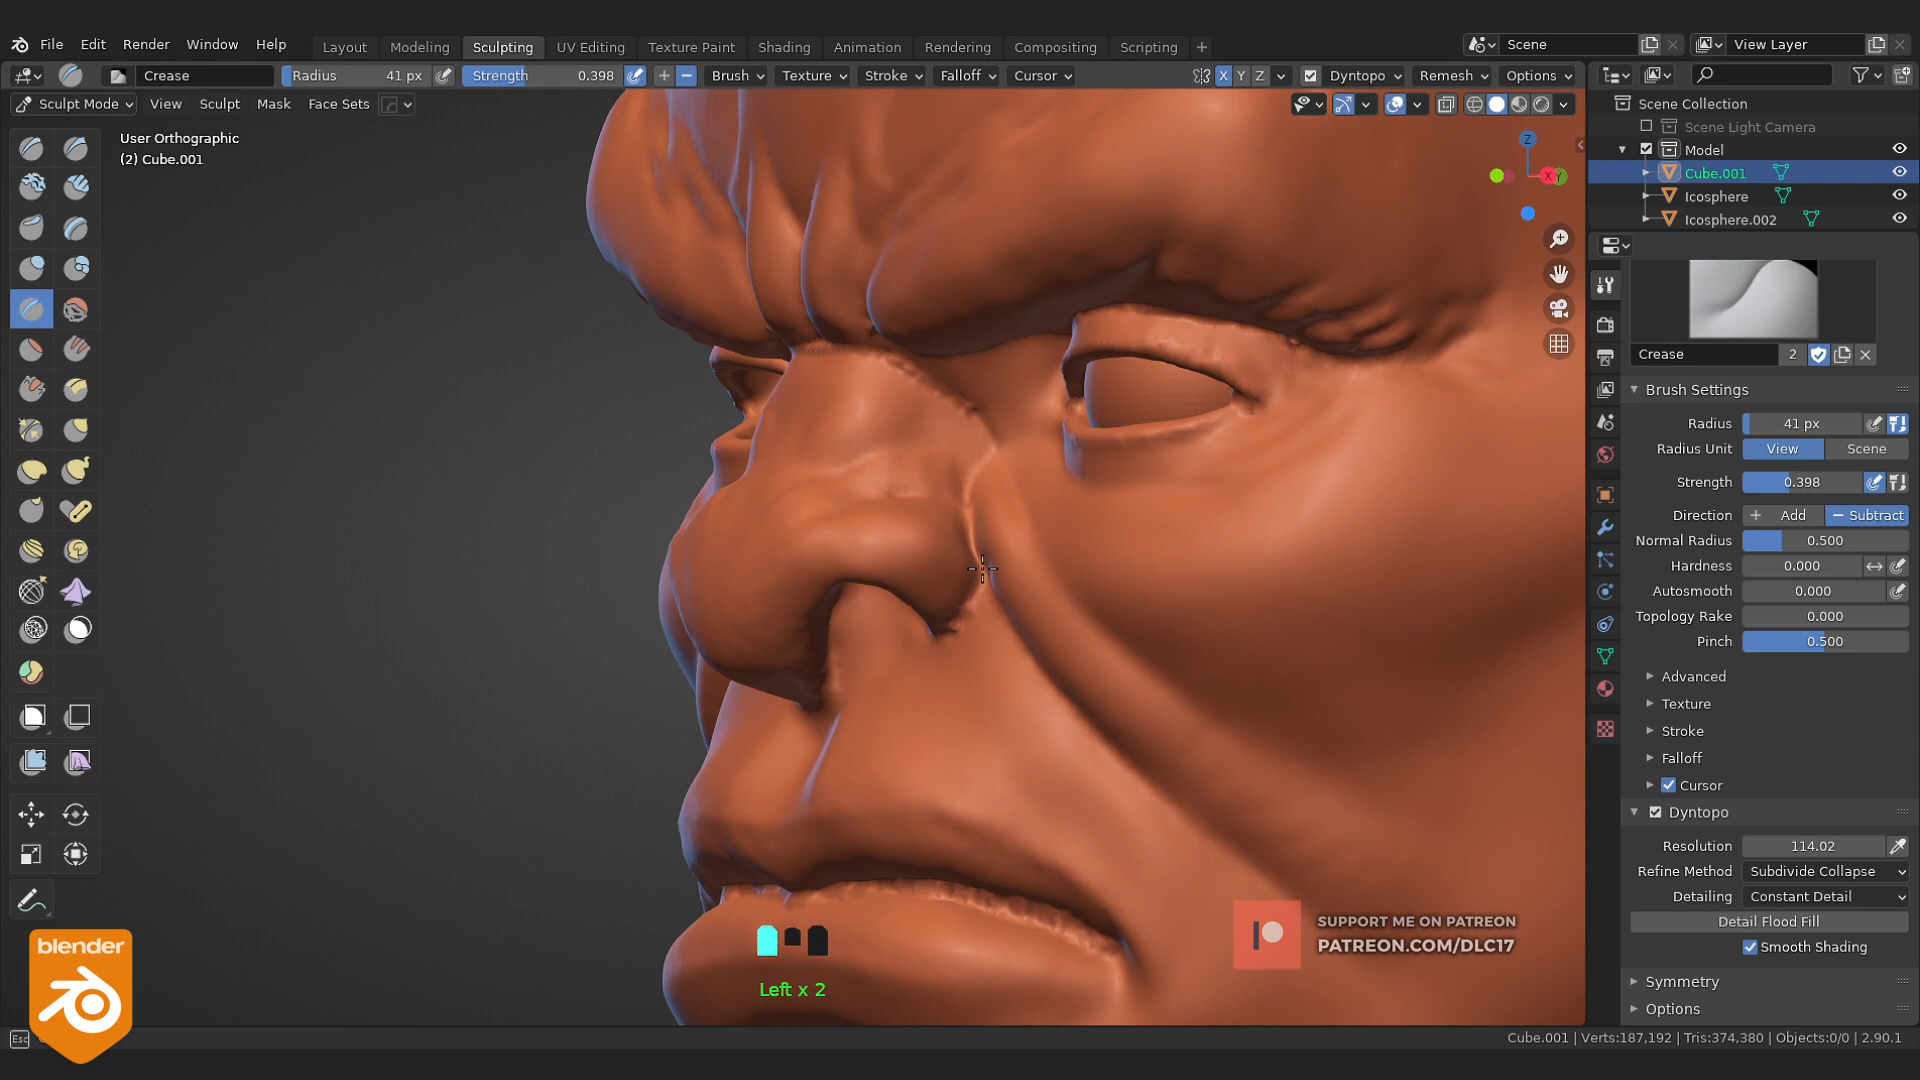 File Edit Render Window Help Layout Modeling Sculpting UV Editing Texture Paint Shading Animation Rendering Compositing Scripting + Scene View Layer
Crease Radius 41 px Strength 0.398 Brush Texture Stroke Falloff Cursor X Y Z Dyntopo Remesh Options
Sculpt Mode View Sculpt Mask Face Sets
Scene Collection
Scene Light Camera
Model
Cube.001
Icosphere
Icosphere.002
User Orthographic
(2) Cube.001
Z
X Y
Crease 2
Brush Settings
Radius 41 px
Radius Unit View Scene
Strength 0.398
Direction + Add − Subtract
Normal Radius 0.500
Hardness 0.000
Autosmooth 0.000
Topology Rake 0.000
Pinch 0.500
Advanced
Texture
Stroke
Falloff
Cursor
Dyntopo
Resolution 114.02
Refine Method Subdivide Collapse
Detailing Constant Detail
Detail Flood Fill
Smooth Shading
Symmetry
Options
SUPPORT ME ON PATREON
PATREON.COM/DLC17
Left x 2
blender
Esc
Cube.001 | Verts:187,192 | Tris:374,380 | Objects:0/0 | 2.90.1